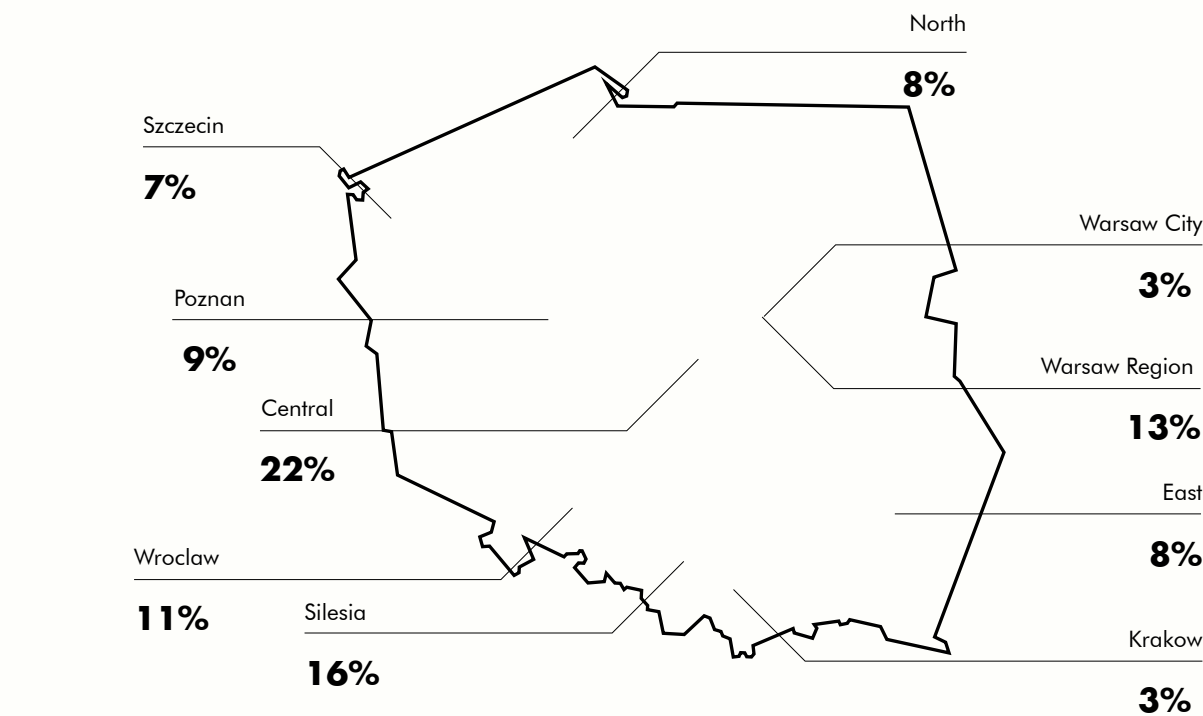 North
8%
Szczecin
7%
Warsaw City
3%
Poznan
9%
Warsaw Region
13%
Central
22%
East
8%
Wroclaw
11%
Silesia
16%
Krakow
3%